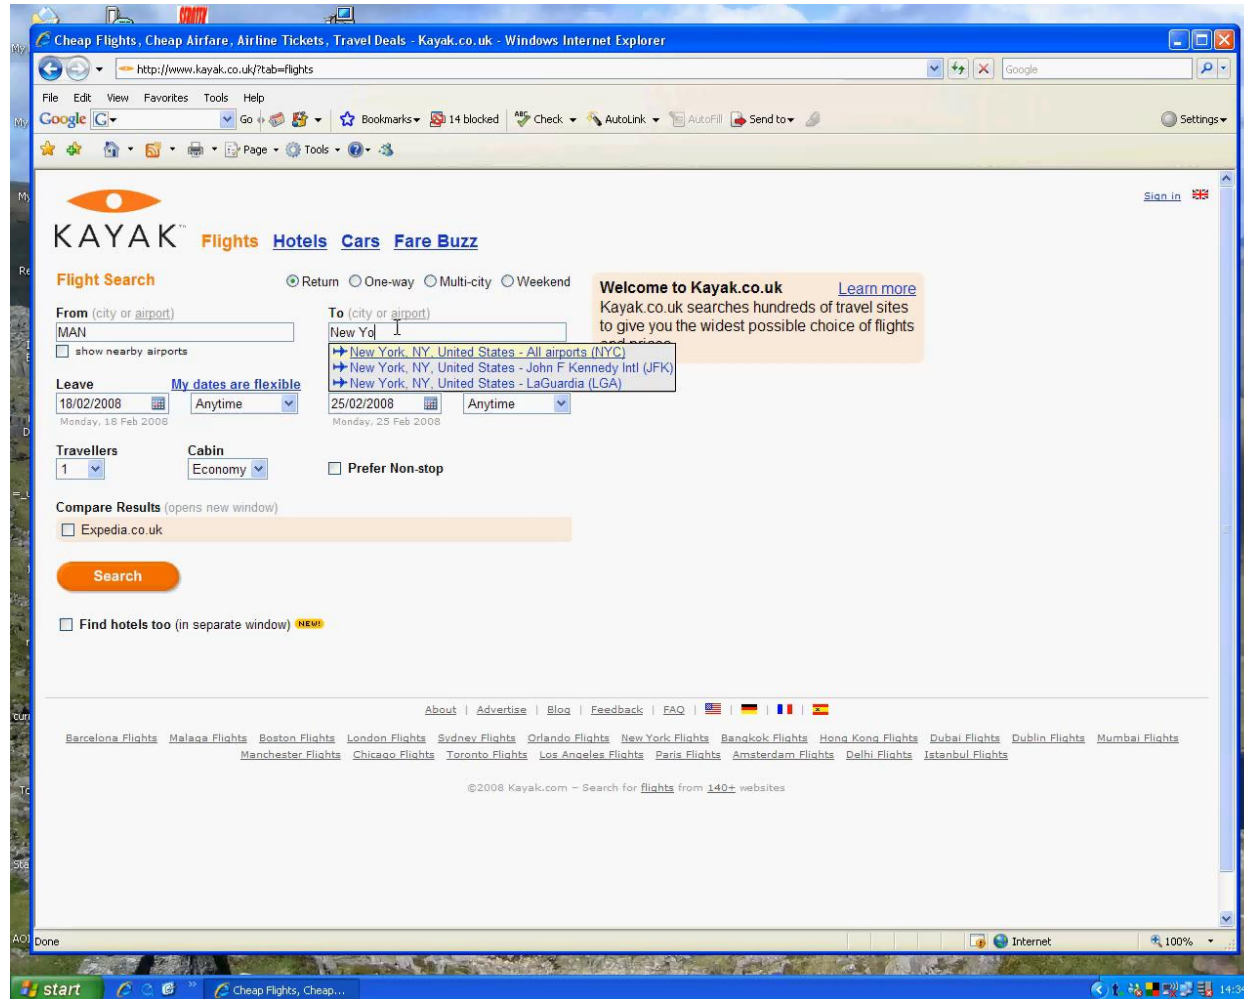 Cheap Flights, Cheap Airfare, Airline Tickets, Travel Deals - Kayak.co.uk - Windows Internet Explorer
http://www.kayak.co.uk/?tab=flights
Google
File Edit View Favorites Tools Help
Google G Go Bookmarks 14 blocked ABC Check AutoLink AutoFill Send to Settings
Page Tools
Sign in
KAYAK™ Flights Hotels Cars Fare Buzz
Flight Search Return One-way Multi-city Weekend
Welcome to Kayak.co.uk Learn more
Kayak.co.uk searches hundreds of travel sites
to give you the widest possible choice of flights
and prices
From (city or airport) To (city or airport)
MAN New Yo
show nearby airports
New York, NY, United States - All airports (NYC)
New York, NY, United States - John F Kennedy Intl (JFK)
New York, NY, United States - LaGuardia (LGA)
Leave My dates are flexible
18/02/2008 Anytime 25/02/2008 Anytime
Monday, 18 Feb 2008 Monday, 25 Feb 2008
Travellers Cabin
1 Economy Prefer Non-stop
Compare Results (opens new window)
Expedia.co.uk
Search
Find hotels too (in separate window) NEW!
About | Advertise | Blog | Feedback | FAQ | | | |
Barcelona Flights Malaga Flights Boston Flights London Flights Sydney Flights Orlando Flights New York Flights Bangkok Flights Hong Kong Flights Dubai Flights Dublin Flights Mumbai Flights
Manchester Flights Chicago Flights Toronto Flights Los Angeles Flights Paris Flights Amsterdam Flights Delhi Flights Istanbul Flights
©2008 Kayak.com – Search for flights from 140+ websites
Done Internet 100%
start Cheap Flights, Cheap... 14:34